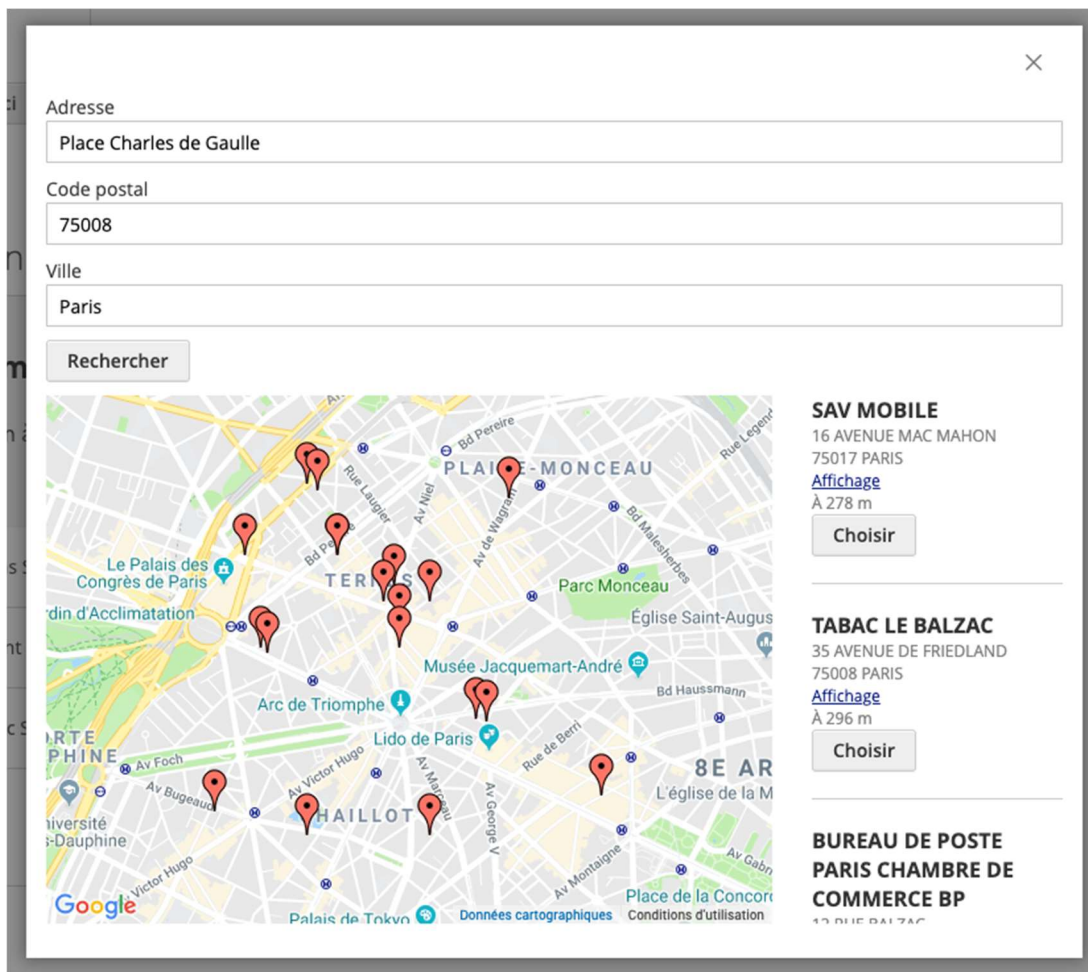 Adresse
Place Charles de Gaulle
Code postal
75008
Ville
Paris
Rechercher
Bd Pereire
Rue Legend
PLAINE-MONCEAU
Rue Laugier
Av Niel
Av de Wagram
Bd Malesherbes
Le Palais des
Congrès de Paris
TERNES
Parc Monceau
rdin d'Acclimatation
Église Saint-Augus
Musée Jacquemart-André
Bd Haussmann
Arc de Triomphe
Lido de Paris
Rue de Berri
ORTE
PHINE
Av Foch
Av Victor Hugo
Av Marceau
8E AR
Av Bugeaud
Av George V
L'église de la M
HAILLOT
niversité
s-Dauphine
Victor Hugo
Av Montaigne
Av Gabri
Place de la Concor
Google
Palais de Tokyo
Données cartographiques
Conditions d'utilisation
SAV MOBILE
16 AVENUE MAC MAHON
75017 PARIS
Affichage
À 278 m
Choisir
TABAC LE BALZAC
35 AVENUE DE FRIEDLAND
75008 PARIS
Affichage
À 296 m
Choisir
BUREAU DE POSTE
PARIS CHAMBRE DE
COMMERCE BP
12 RUE BALZAC